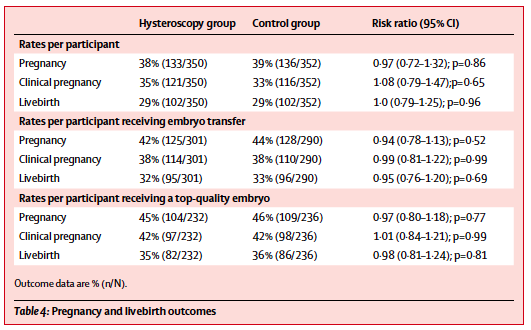 Hysteroscopy group Control group Risk ratio (95% CI)
Rates per participant
Pregnancy 38% (133/350) 39% (136/352) 0·97 (0·72–1·32); p=0·86
Clinical pregnancy 35% (121/350) 33% (116/352) 1·08 (0·79–1·47);p=0·65
Livebirth 29% (102/350) 29% (102/352) 1·0 (0·79–1·25); p=0·96
Rates per participant receiving embryo transfer
Pregnancy 42% (125/301) 44% (128/290) 0·94 (0·78–1·13); p=0·52
Clinical pregnancy 38% (114/301) 38% (110/290) 0·99 (0·81–1·22); p=0·99
Livebirth 32% (95/301) 33% (96/290) 0·95 (0·76–1·20); p=0·69
Rates per participant receiving a top-quality embryo
Pregnancy 45% (104/232) 46% (109/236) 0·97 (0·80–1·18); p=0·77
Clinical pregnancy 42% (97/232) 42% (98/236) 1·01 (0·84–1·21); p=0·99
Livebirth 35% (82/232) 36% (86/236) 0·98 (0·81–1·24); p=0·81
Outcome data are % (n/N).
Table 4: Pregnancy and livebirth outcomes